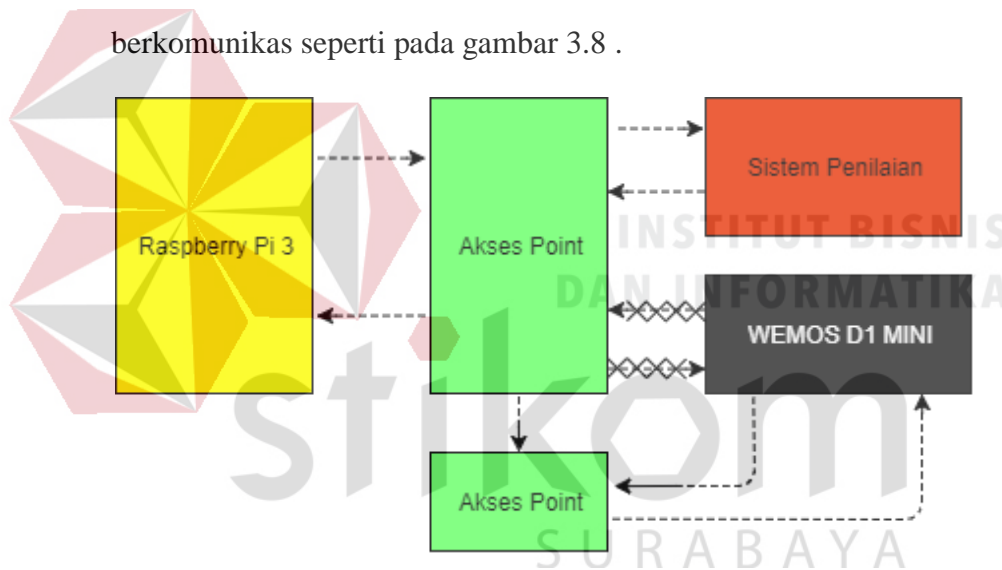 berkomunikas seperti pada gambar 3.8 .
Raspberry Pi 3
Akses Point
Sistem Penilaian
INSTITUT BISNIS
DAN INFORMATIKA
WEMOS D1 MINI
stikom
Akses Point
SURABAYA